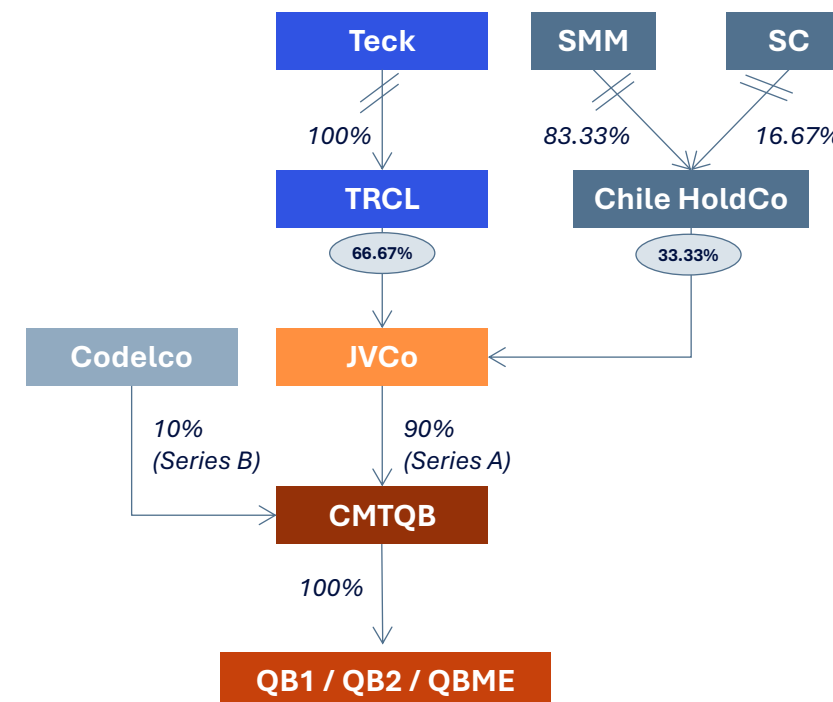 Teck
SMM
SC
100%
83.33%
16.67%
TRCL
Chile HoldCo
66.67%
33.33%
Codelco
JVCo
10%
(Series B)
90%
(Series A)
CMTQB
100%
QB1 / QB2 / QBME